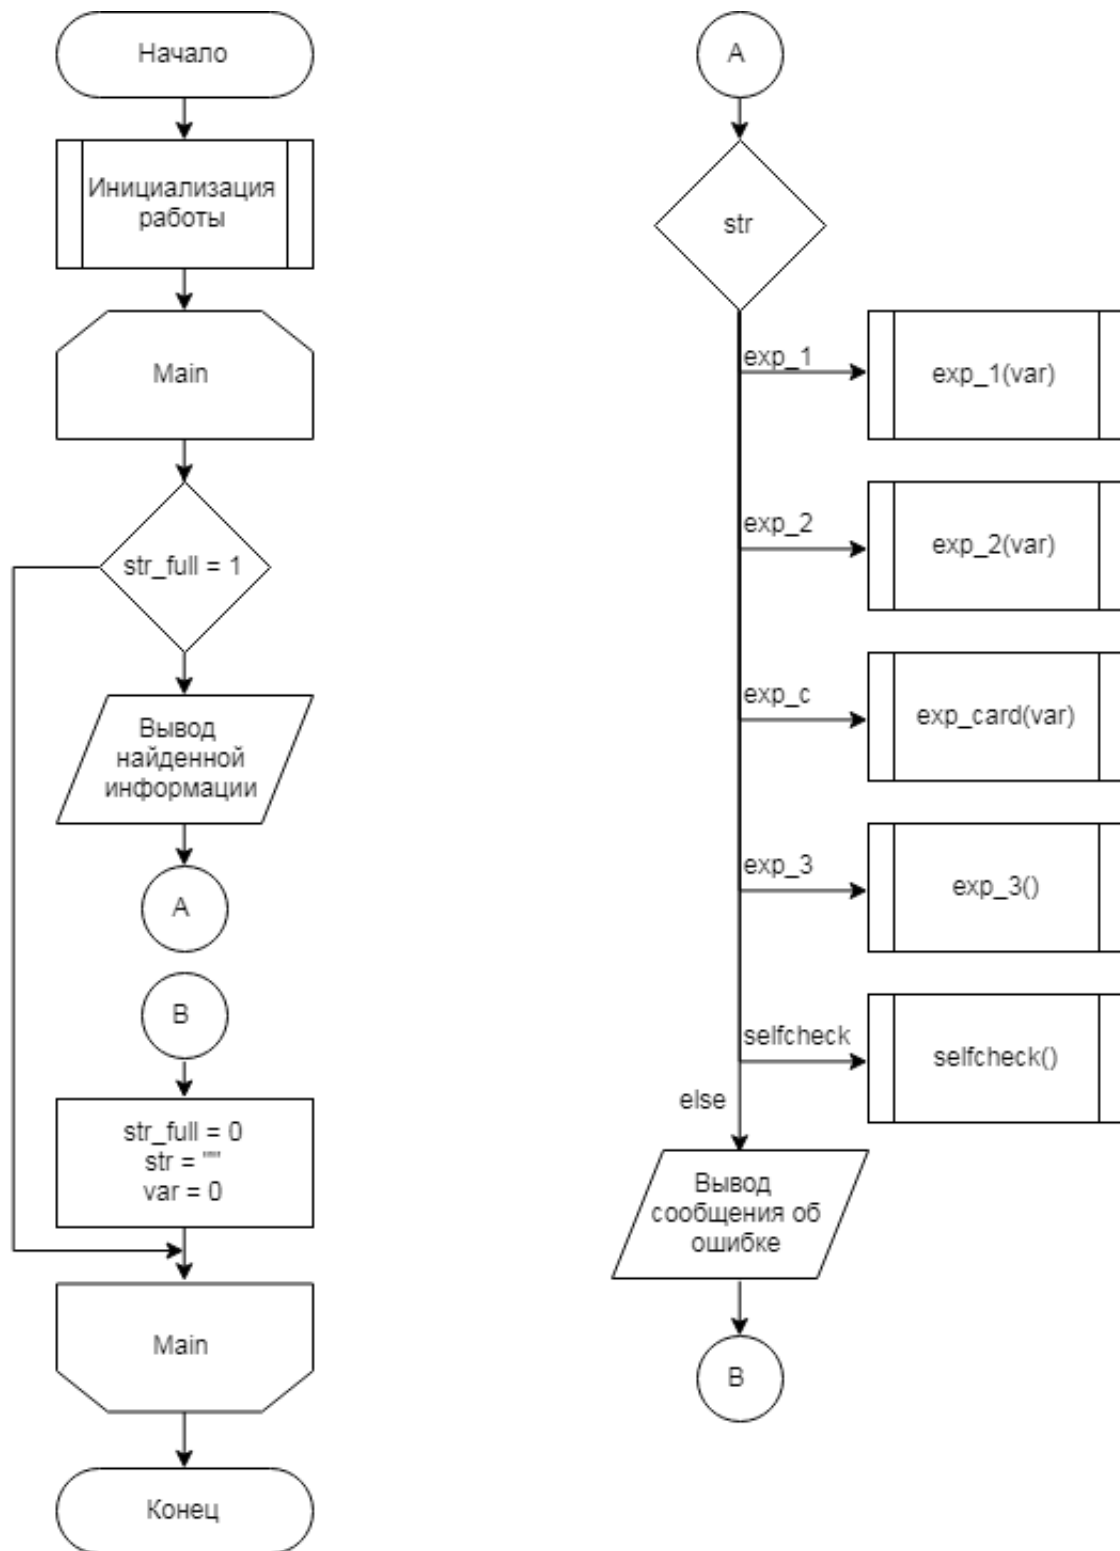 Начало
Инициализация
работы
Main
str_full = 1
Вывод
найденной
информации
А
В
str_full = 0
str = ""
var = 0
Main
Конец
А
str
exp_1
exp_1(var)
exp_2
exp_2(var)
exp_c
exp_card(var)
exp_3
exp_3()
selfcheck
selfcheck()
else
Вывод
сообщения об
ошибке
В